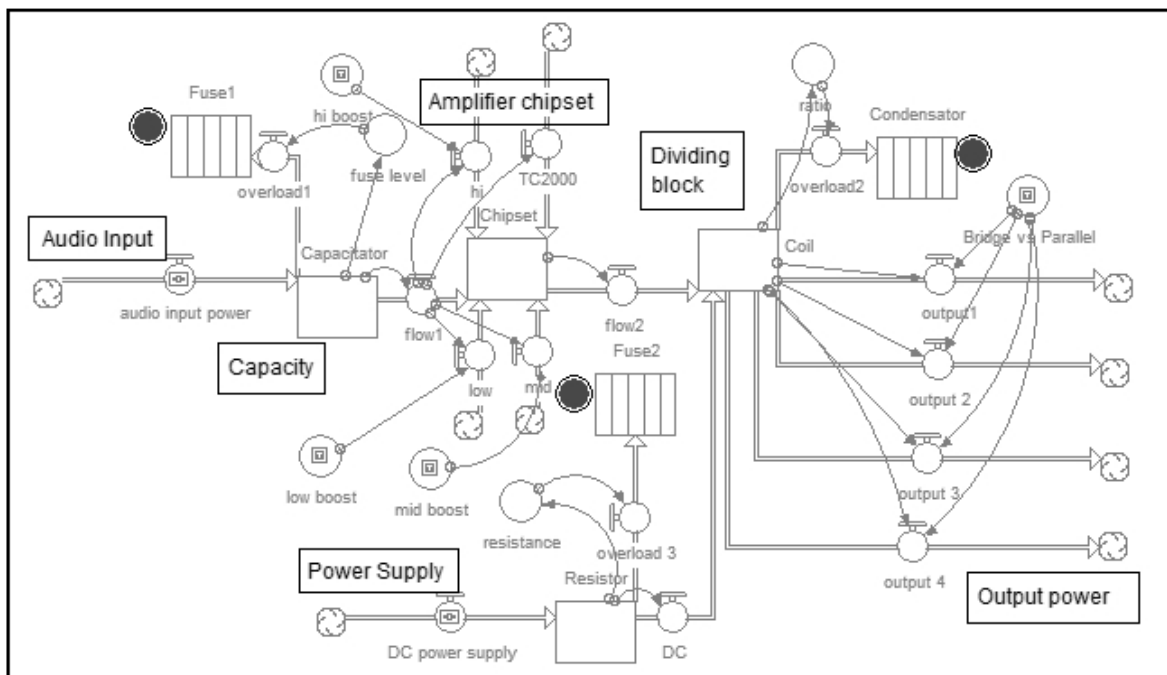 Fuse1
hi boost
Amplifier chipset
ratio
Condensator
overload1
fuse level
hi
TC2000
Dividing
block
overload2
Chipset
Audio Input
Capacitator
Coil
Bridge vs Parallel
audio input power
flow1
flow2
output1
Capacity
low
mid
Fuse2
output 2
low boost
mid boost
output 3
resistance
overload 3
Power Supply
Resistor
output 4
Output power
DC power supply
DC